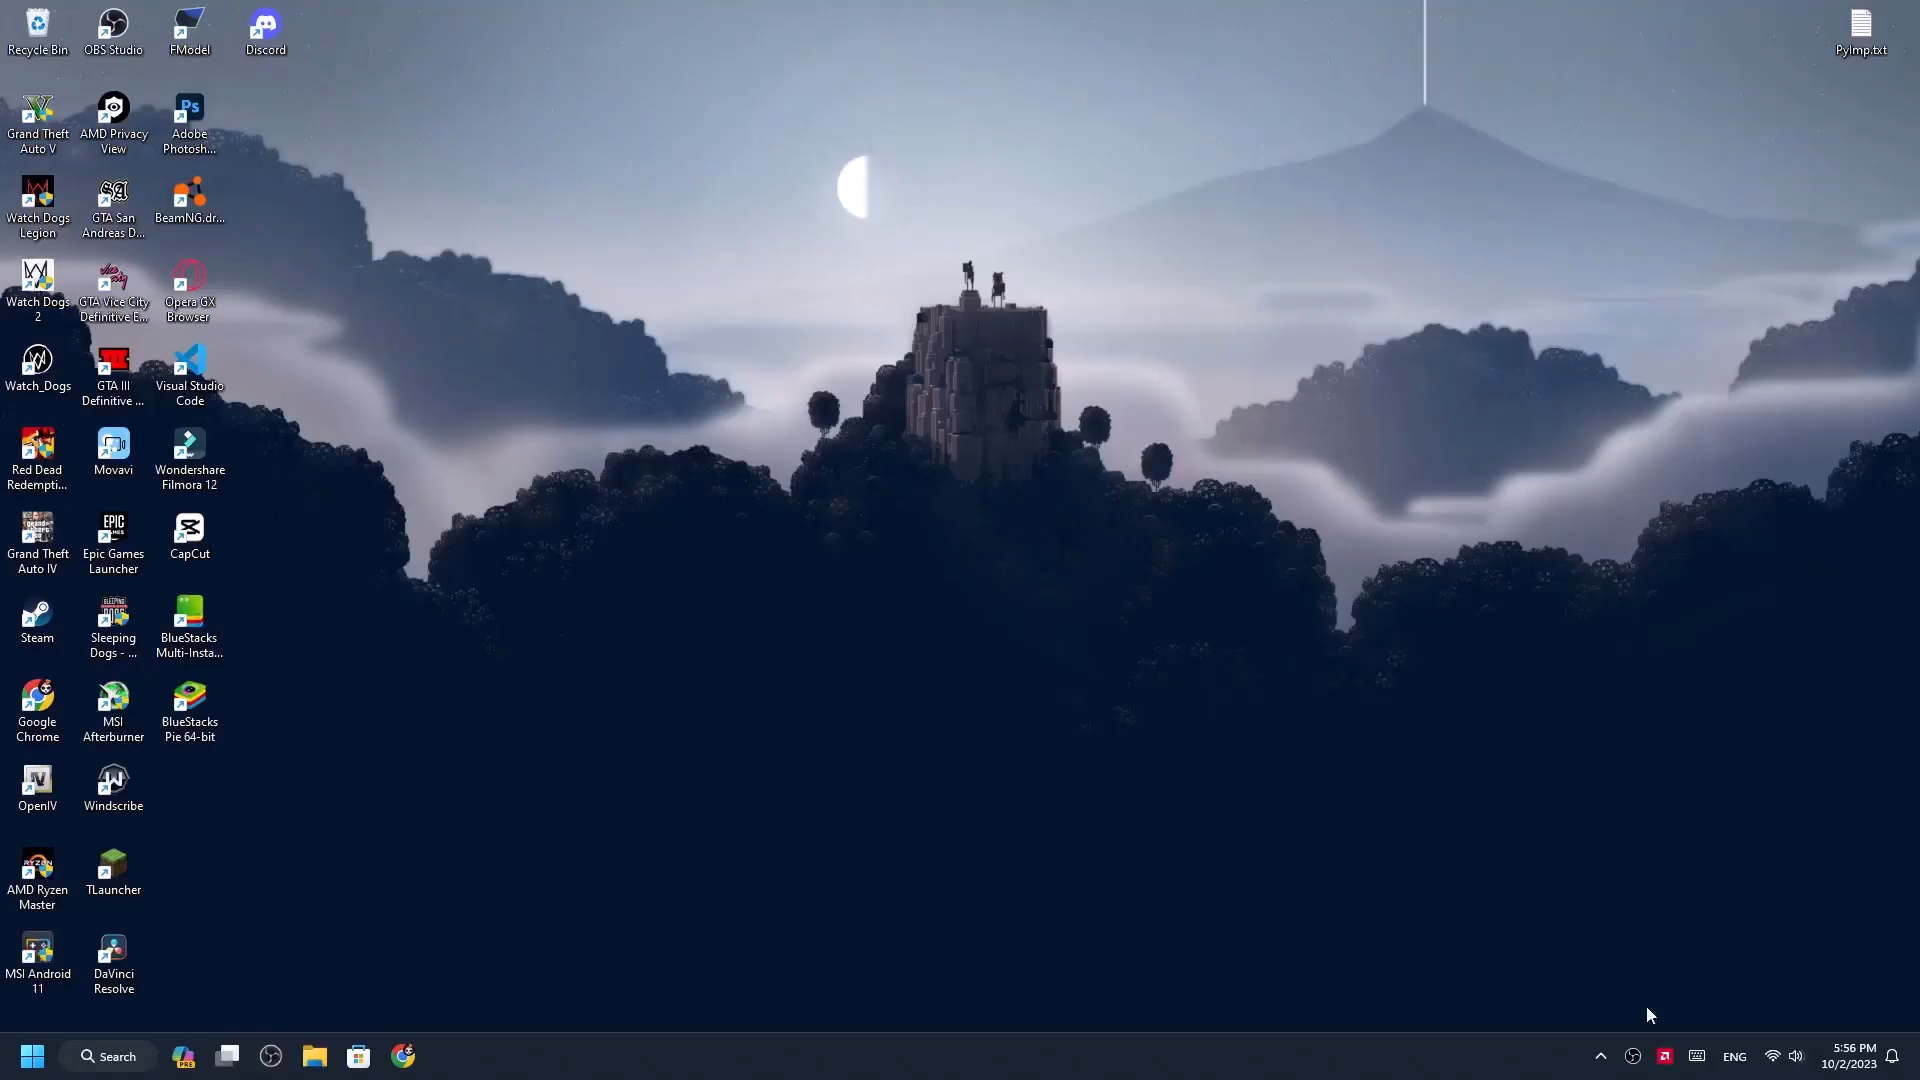 Recycle Bin
OBS Studio
FModel
Discord
PyImp.txt
Grand Theft
Auto V
AMD Privacy
View
Ps
Adobe
Photosh...
Watch Dogs
Legion
GTA San
Andreas D...
BeamNG.dr...
Watch Dogs
2
GTA Vice City
Definitive E...
Opera GX
Browser
Watch_Dogs
GTA III
Definitive ...
Visual Studio
Code
Red Dead
Redempti...
Movavi
Wondershare
Filmora 12
Grand Theft
Auto IV
EPIC
Epic Games
Launcher
CapCut
Steam
Sleeping
Dogs - ...
BlueStacks
Multi-Insta...
Google
Chrome
MSI
Afterburner
BlueStacks
Pie 64-bit
OpenIV
Windscribe
AMD Ryzen
Master
TLauncher
MSI Android
11
DaVinci
Resolve
Search
PRE
ENG
5:56 PM
10/2/2023